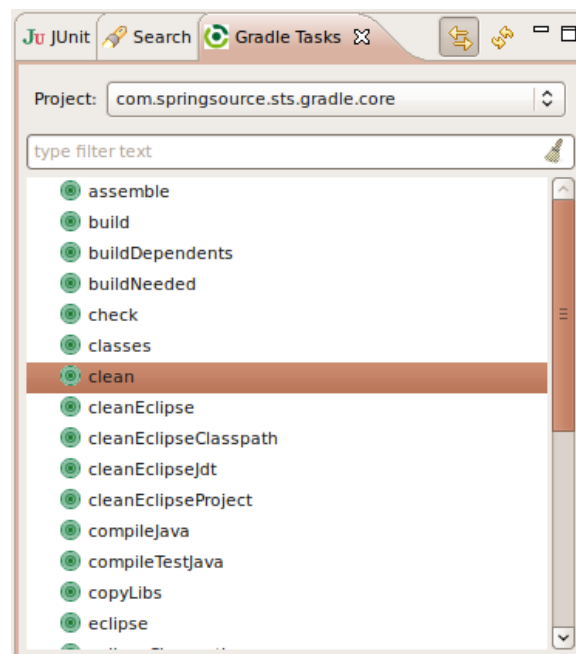 JUnit Search Gradle Tasks
Project: com.springsource.sts.gradle.core
type filter text
assemble
build
buildDependents
buildNeeded
check
classes
clean
cleanEclipse
cleanEclipseClasspath
cleanEclipseJdt
cleanEclipseProject
compileJava
compileTestJava
copyLibs
eclipse